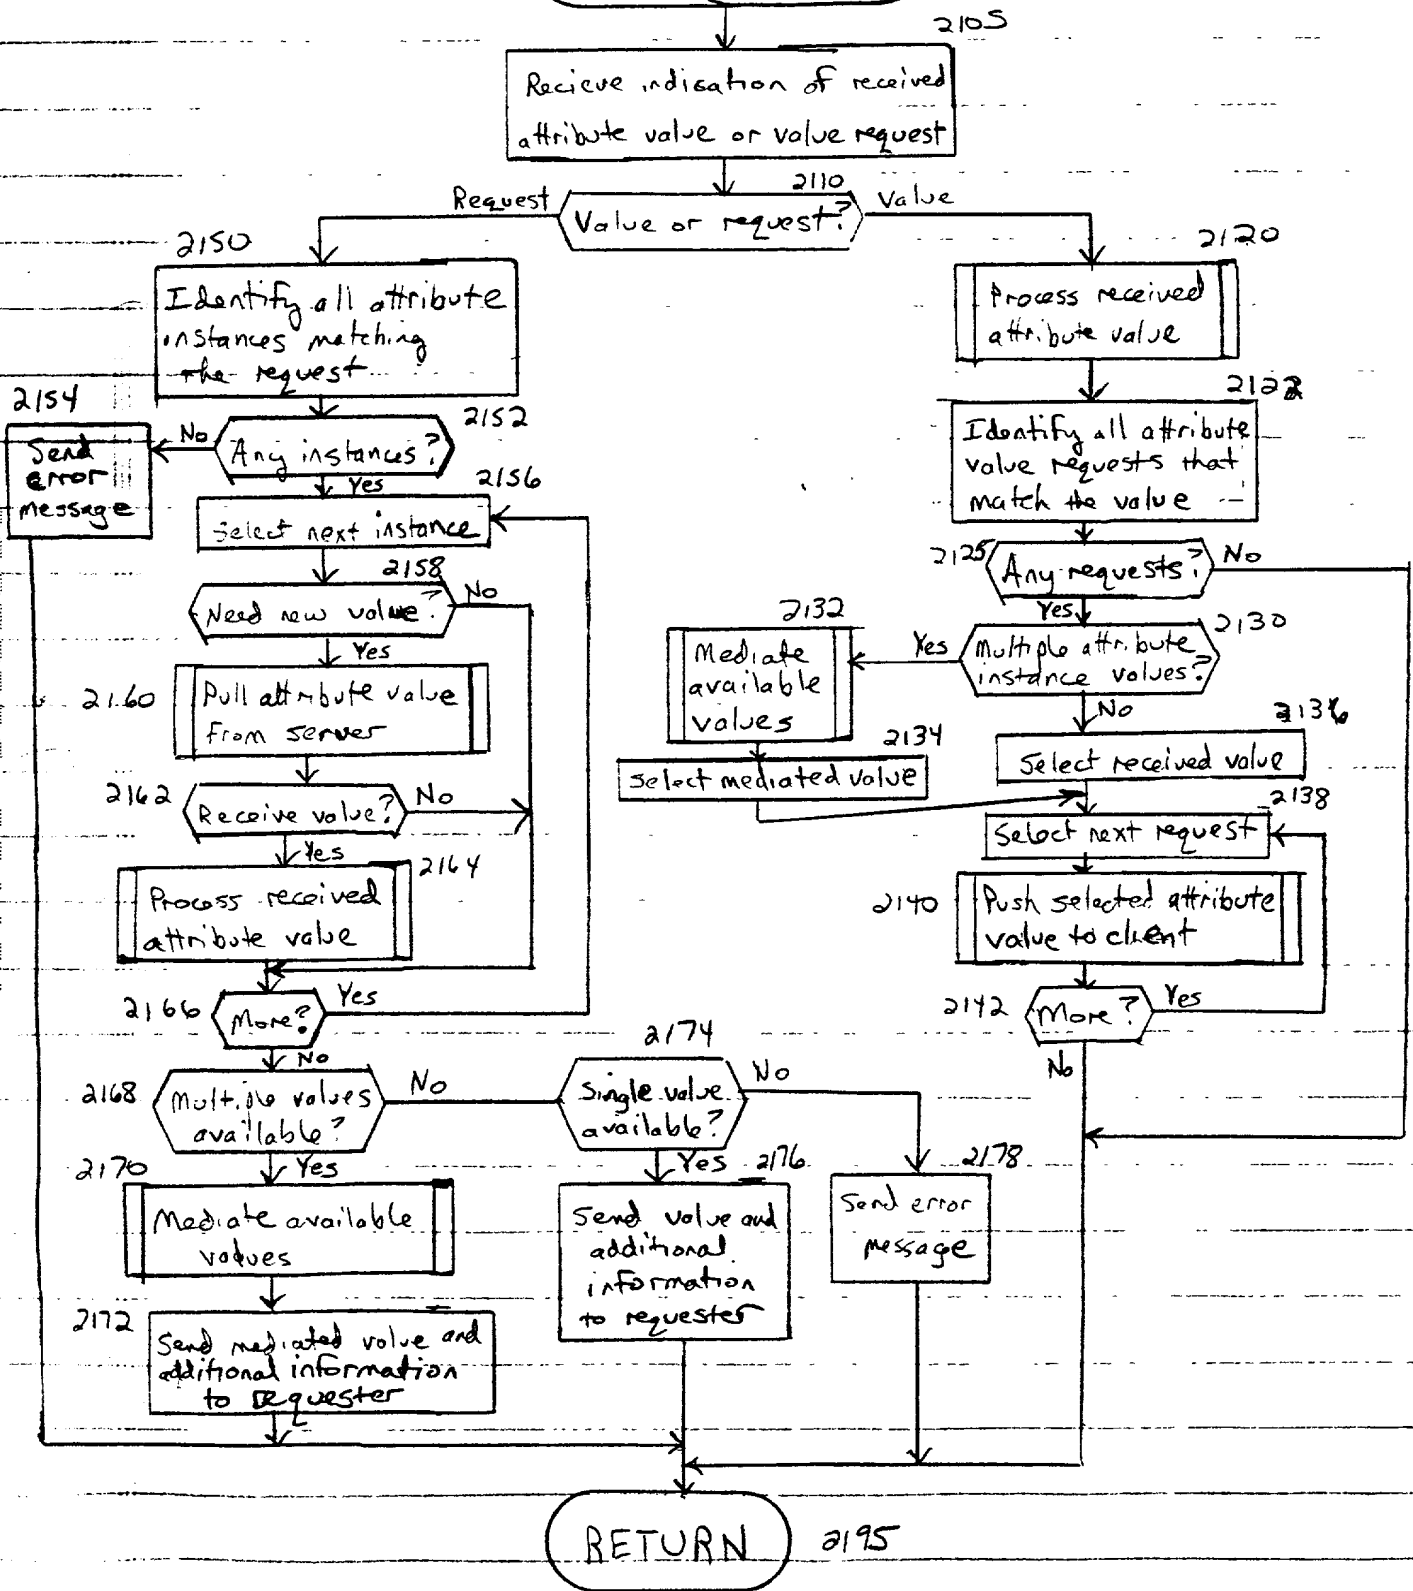 2105
Recieve indication of received
attribute value or value request
2110
Request
Value
Value or request?
2150
Identify all attribute
instances matching
the request
2120
Process received
attribute value
2154
Send
error
message
No
2152
Any instances?
Yes
2122
Identify all attribute
value requests that
match the value
2156
Select next instance
2125
Any requests?
No
Yes
2158
Need new value?
No
Yes
2132
Mediate
available
values
Yes
2130
Multiple attribute
instance values?
No
2160
Pull attribute value
from server
2134
Select mediated value
2136
Select received value
2162
Receive value?
No
Yes
2138
Select next request
2164
Process received
attribute value
2140
Push selected attribute
value to client
2166
More?
Yes
No
2142
More?
Yes
No
2168
Multiple values
available?
No
Yes
2174
Single value
available?
No
Yes
2170
Mediate available
values
2176
Send value and
additional
information
to requester
2178
Send error
message
2172
Send mediated value and
additional information
to requester
RETURN
2195